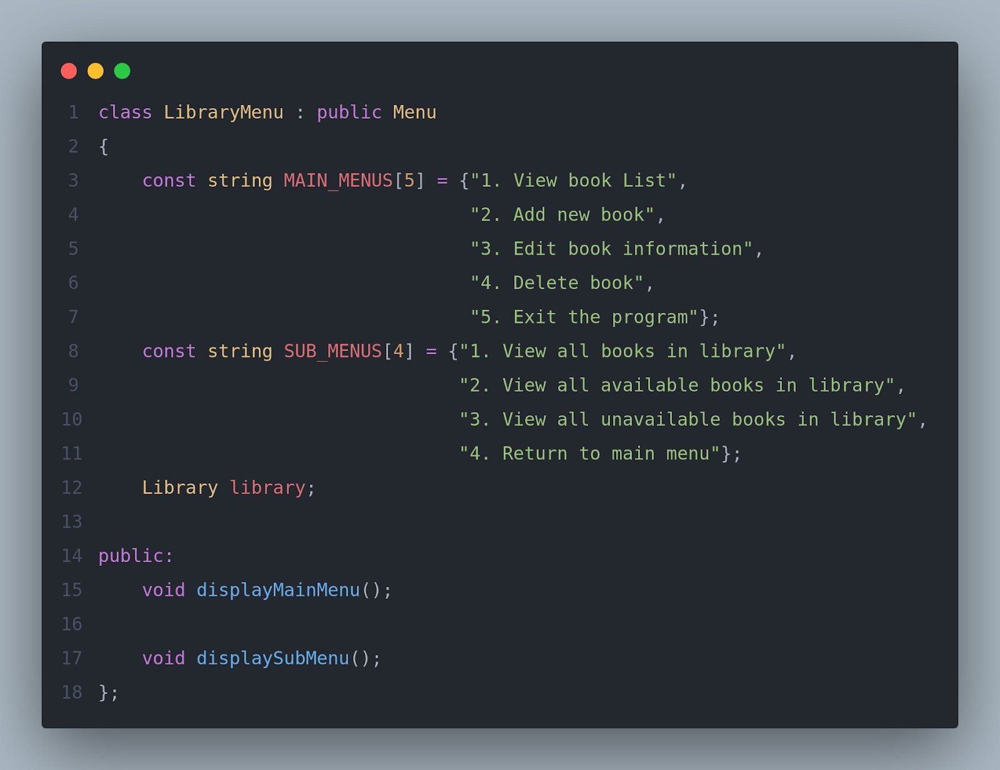 1 class LibraryMenu : public Menu
2 {
3     const string MAIN_MENUS[5] = {"1. View book List",
4                                   "2. Add new book",
5                                   "3. Edit book information",
6                                   "4. Delete book",
7                                   "5. Exit the program"};
8     const string SUB_MENUS[4] = {"1. View all books in library",
9                                  "2. View all available books in library",
10                                  "3. View all unavailable books in library",
11                                  "4. Return to main menu"};
12     Library library;
13
14 public:
15     void displayMainMenu();
16
17     void displaySubMenu();
18 };